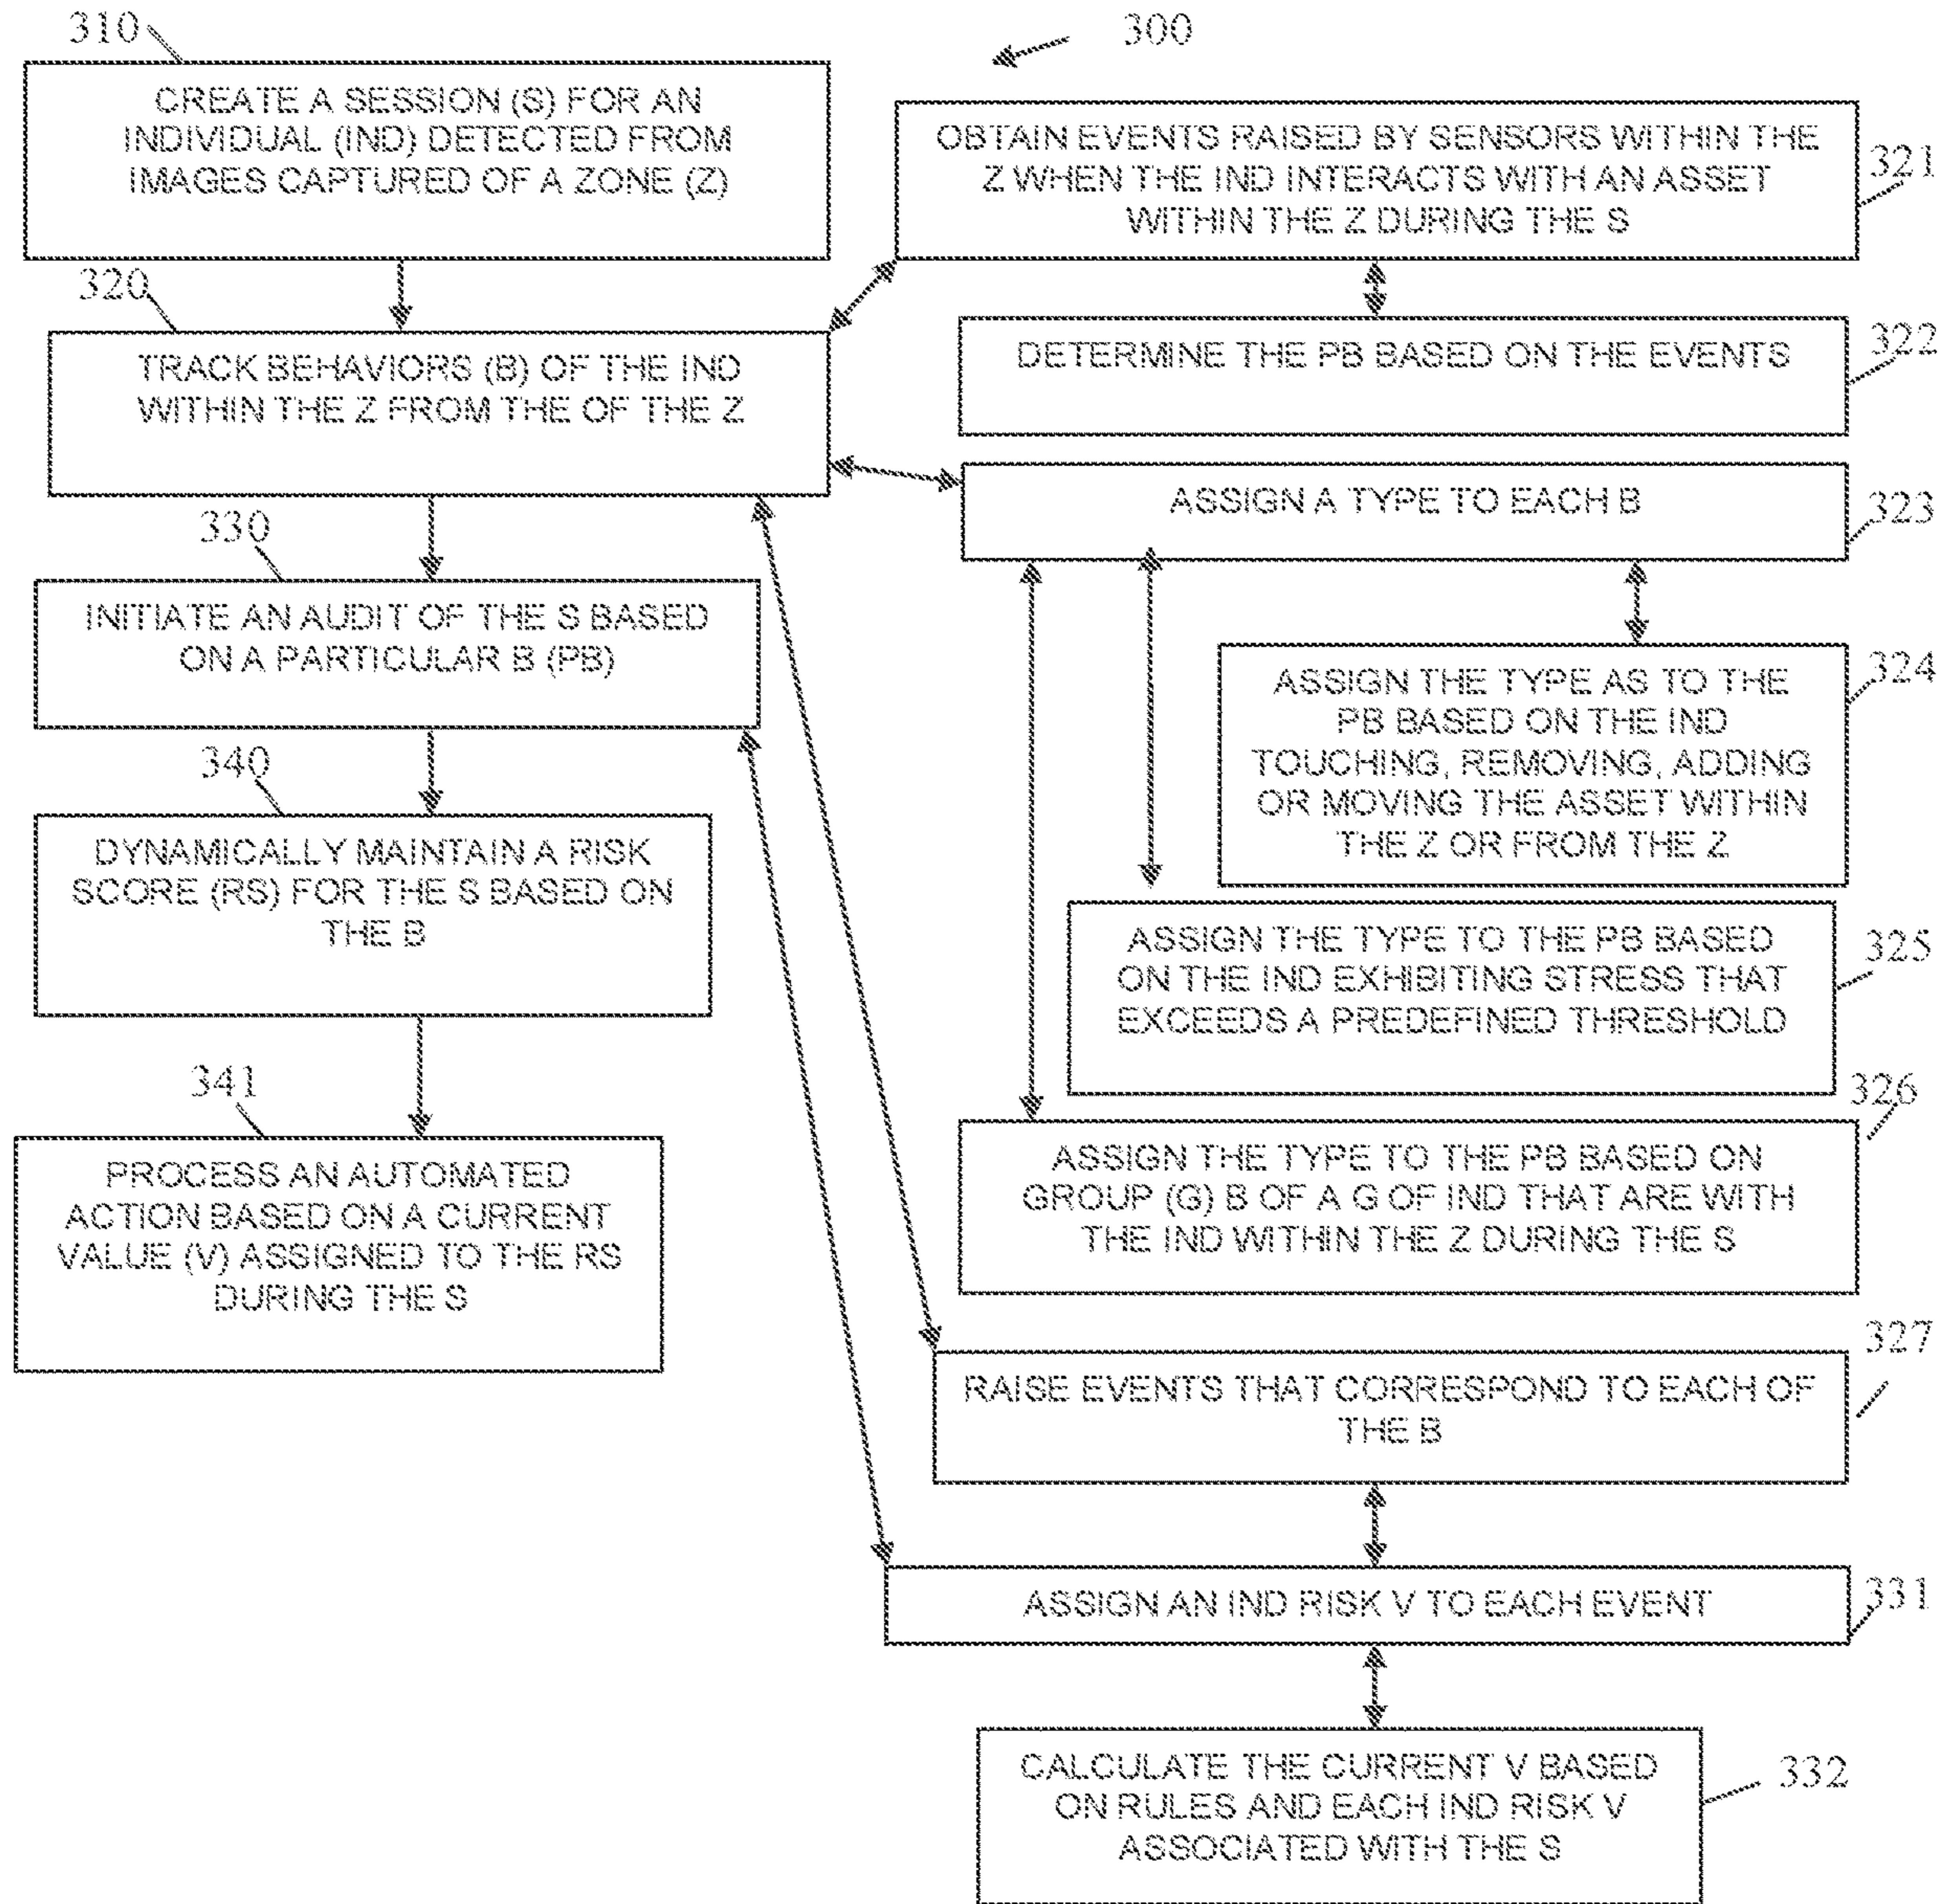 300
310
CREATE A SESSION (S) FOR AN
INDIVIDUAL (IND) DETECTED FROM
IMAGES CAPTURED OF A ZONE (Z)
320
TRACK BEHAVIORS (B) OF THE IND
WITHIN THE Z FROM THE OF THE Z
330
INITIATE AN AUDIT OF THE S BASED
ON A PARTICULAR B (PB)
340
DYNAMICALLY MAINTAIN A RISK
SCORE (RS) FOR THE S BASED ON
THE B
341
PROCESS AN AUTOMATED
ACTION BASED ON A CURRENT
VALUE (V) ASSIGNED TO THE RS
DURING THE S
OBTAIN EVENTS RAISED BY SENSORS WITHIN THE
Z WHEN THE IND INTERACTS WITH AN ASSET
WITHIN THE Z DURING THE S
321
DETERMINE THE PB BASED ON THE EVENTS
322
ASSIGN A TYPE TO EACH B
323
ASSIGN THE TYPE AS TO THE
PB BASED ON THE IND
TOUCHING, REMOVING, ADDING
OR MOVING THE ASSET WITHIN
THE Z OR FROM THE Z
324
ASSIGN THE TYPE TO THE PB BASED
ON THE IND EXHIBITING STRESS THAT
EXCEEDS A PREDEFINED THRESHOLD
325
326
ASSIGN THE TYPE TO THE PB BASED ON
GROUP (G) B OF A G OF IND THAT ARE WITH
THE IND WITHIN THE Z DURING THE S
327
RAISE EVENTS THAT CORRESPOND TO EACH OF
THE B
ASSIGN AN IND RISK V TO EACH EVENT
331
CALCULATE THE CURRENT V BASED
ON RULES AND EACH IND RISK V
ASSOCIATED WITH THE S
332